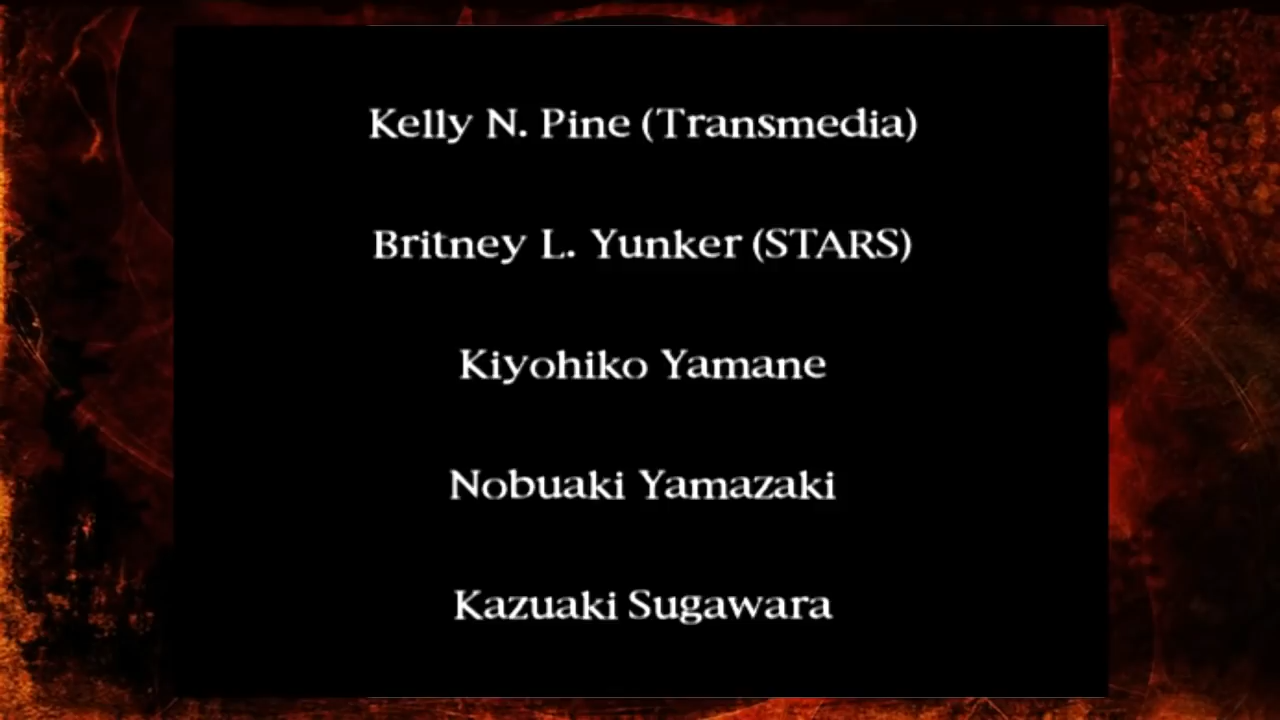 Kelly N. Pine (Transmedia)
Britney L. Yunker (STARS)
Kiyohiko Yamane
Nobuaki Yamazaki
Kazuaki Sugawara